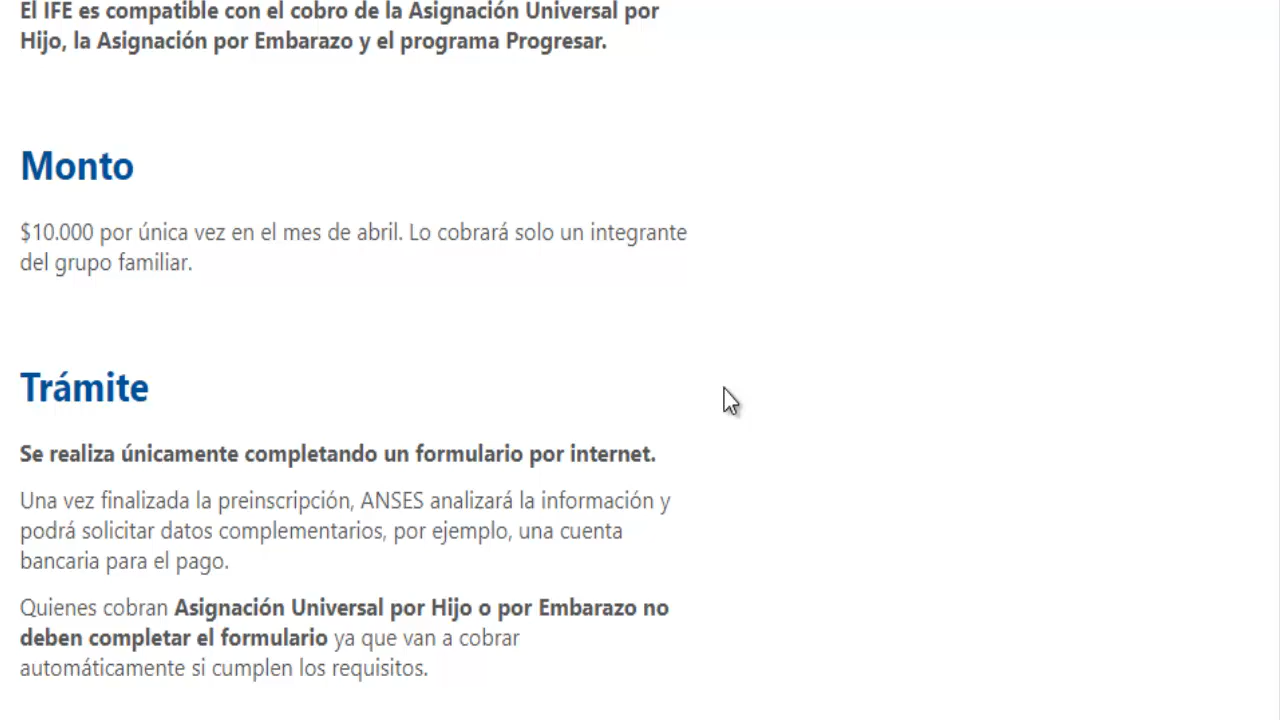 El IFE es compatible con el cobro de la Asignación Universal por
Hijo, la Asignación por Embarazo y el programa Progresar.
Monto
$10.000 por única vez en el mes de abril. Lo cobrará solo un integrante
del grupo familiar.
Trámite
Se realiza únicamente completando un formulario por internet.
Una vez finalizada la preinscripción, ANSES analizará la información y
podrá solicitar datos complementarios, por ejemplo, una cuenta
bancaria para el pago.
Quienes cobran Asignación Universal por Hijo o por Embarazo no
deben completar el formulario ya que van a cobrar
automáticamente si cumplen los requisitos.